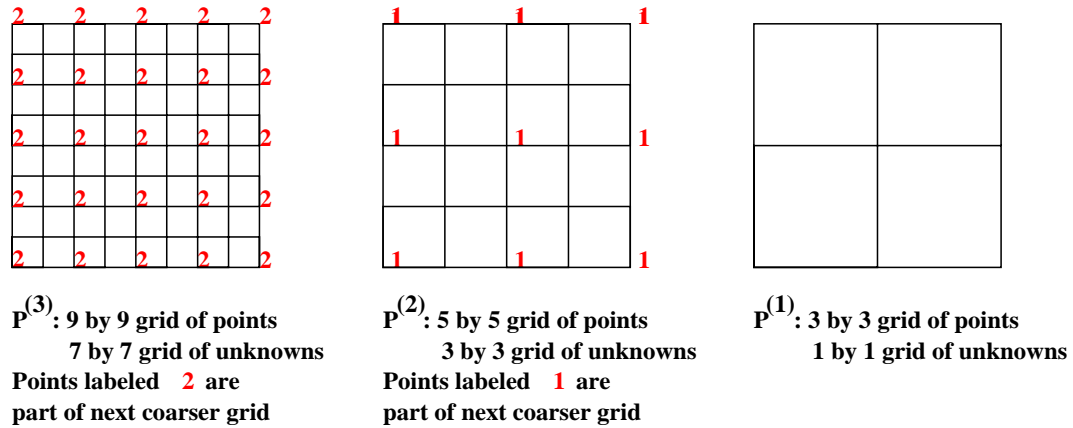 2 2 2 2 2
2 2 2 2 2
2 2 2 2 2
2 2 2 2 2
2 2 2 2 2
P(3): 9 by 9 grid of points
7 by 7 grid of unknowns
Points labeled 2 are
part of next coarser grid
1 1 1
1 1 1
1 1 1
P(2): 5 by 5 grid of points
3 by 3 grid of unknowns
Points labeled 1 are
part of next coarser grid
P(1): 3 by 3 grid of points
1 by 1 grid of unknowns